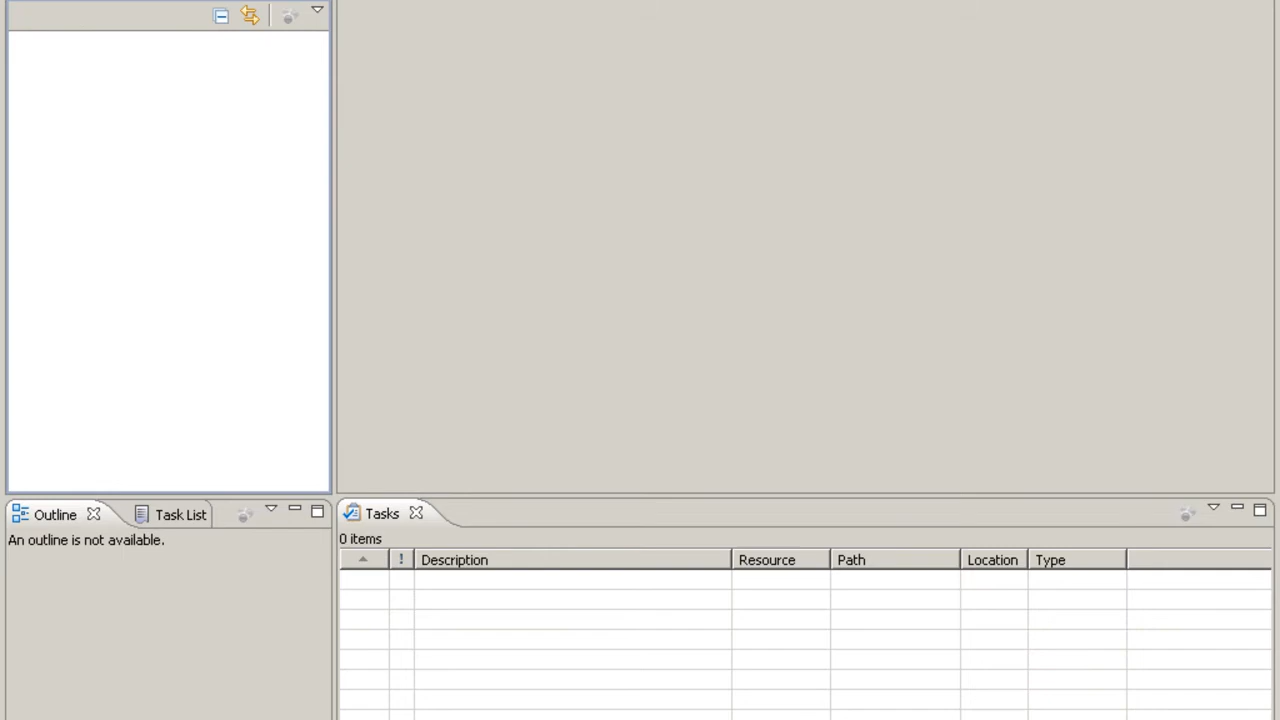 Outline
Task List
An outline is not available.
Tasks
0 items
! Description Resource Path Location Type